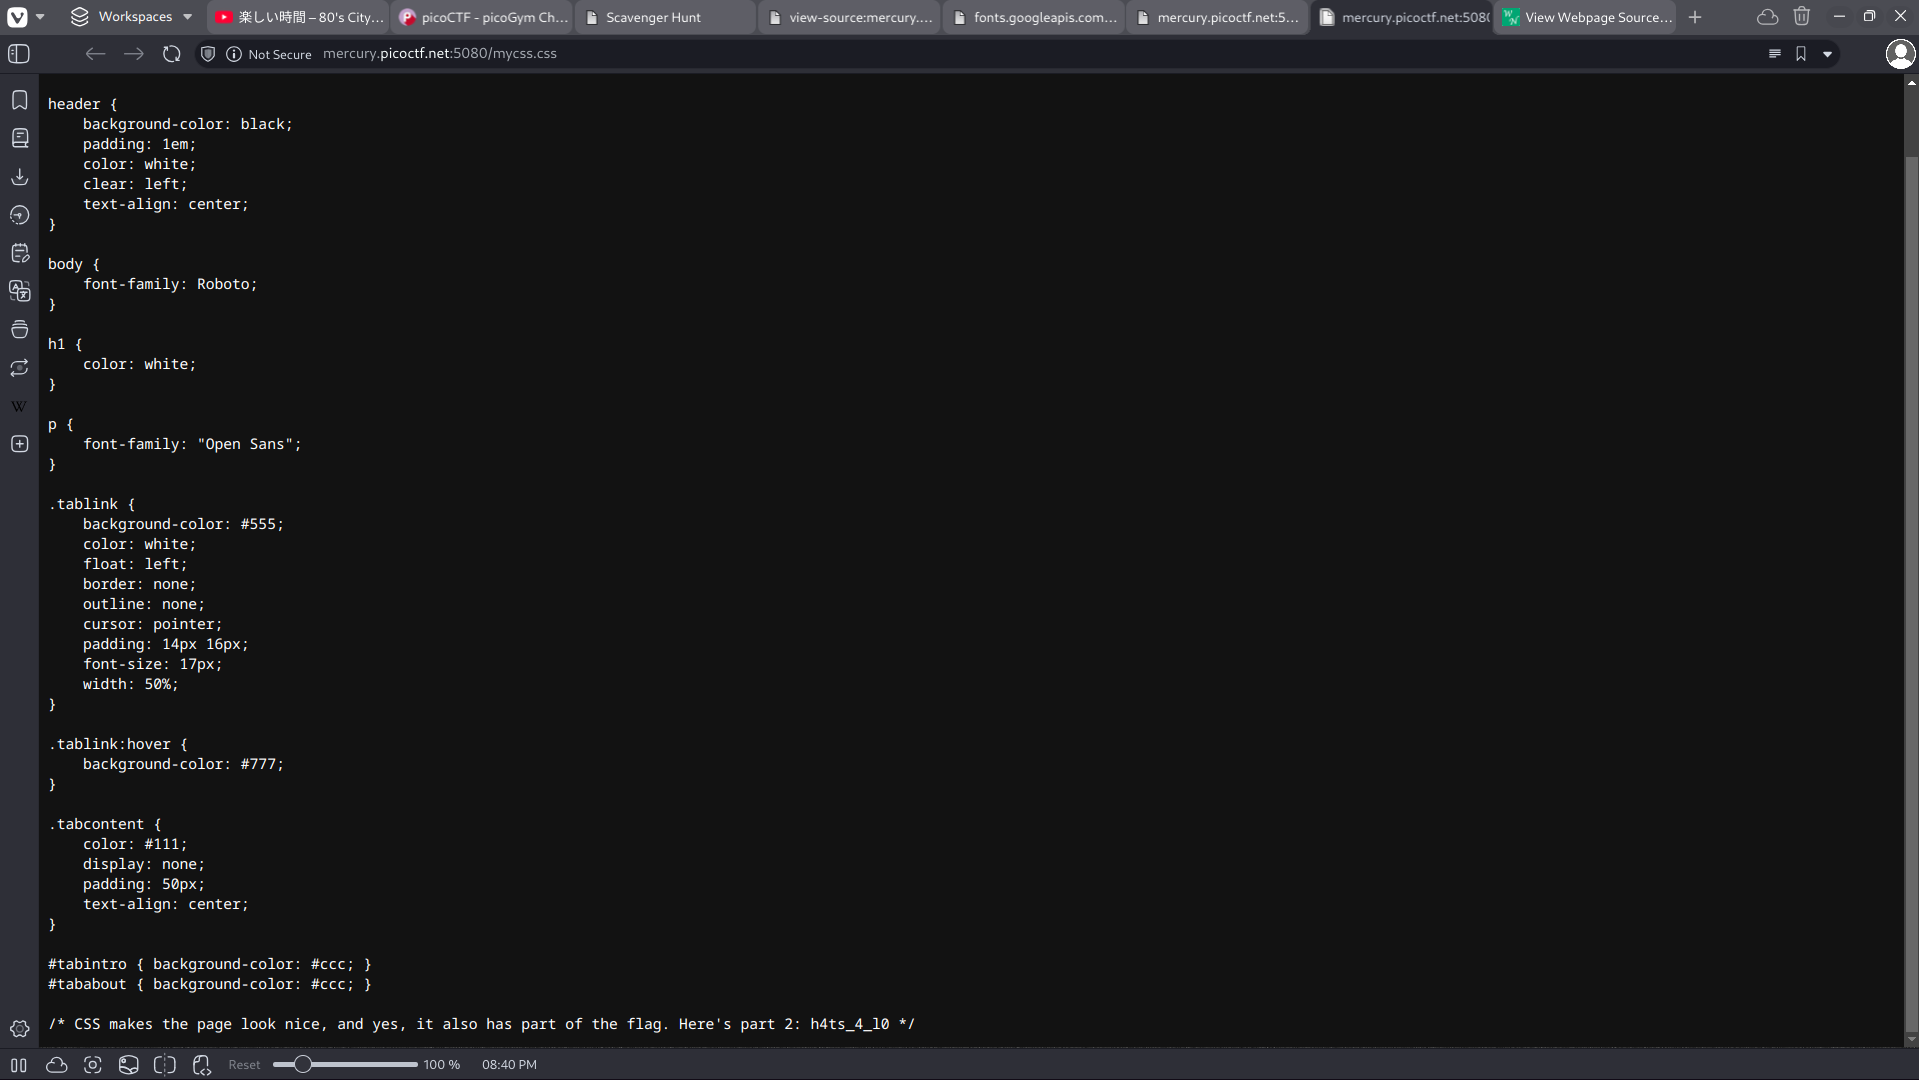 Workspaces
楽しい時間 – 80's City...
picoCTF - picoGym Ch...
Scavenger Hunt
view-source:mercury....
fonts.googleapis.com...
mercury.picoctf.net:5...
mercury.picoctf.net:508
View Webpage Source...
Not Secure mercury.picoctf.net:5080/mycss.css
header {
    background-color: black;
    padding: 1em;
    color: white;
    clear: left;
    text-align: center;
}
body {
    font-family: Roboto;
}
h1 {
    color: white;
}
p {
    font-family: "Open Sans";
}
.tablink {
    background-color: #555;
    color: white;
    float: left;
    border: none;
    outline: none;
    cursor: pointer;
    padding: 14px 16px;
    font-size: 17px;
    width: 50%;
}
.tablink:hover {
    background-color: #777;
}
.tabcontent {
    color: #111;
    display: none;
    padding: 50px;
    text-align: center;
}
#tabintro { background-color: #ccc; }
#tababout { background-color: #ccc; }
/* CSS makes the page look nice, and yes, it also has part of the flag. Here's part 2: h4ts_4_l0 */
W
Reset 100 % 08:40 PM